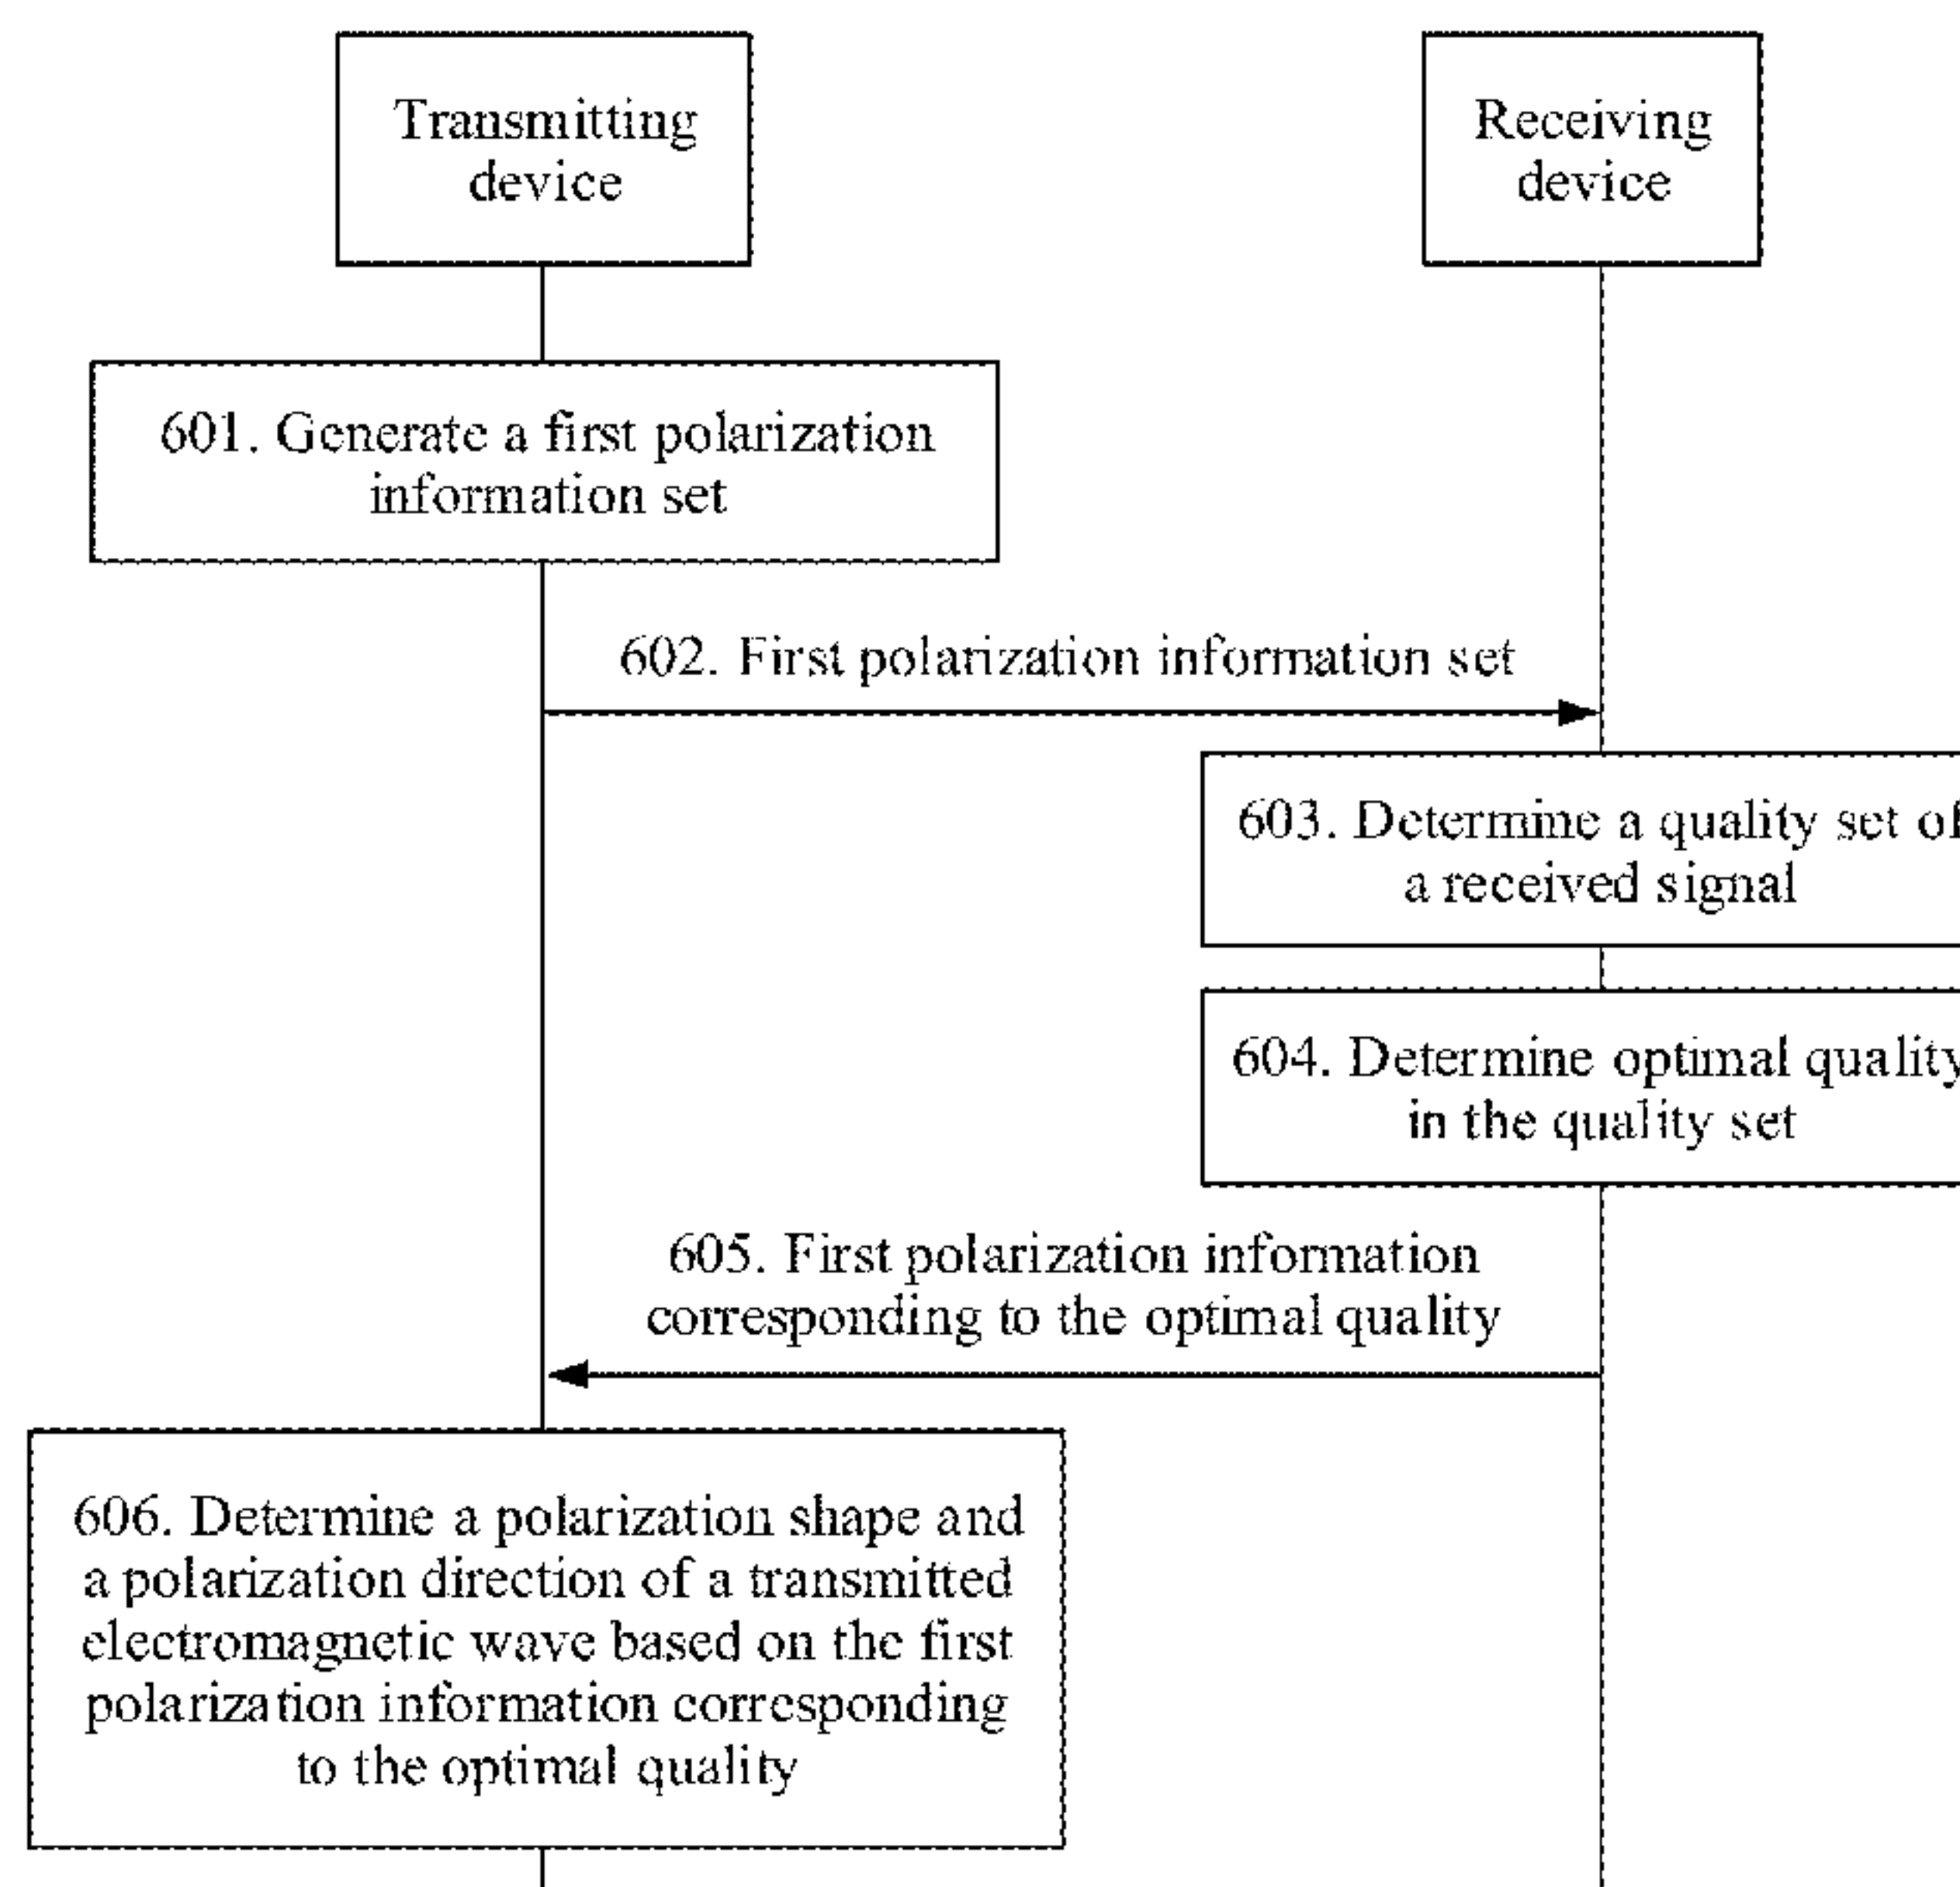 Transmitting
device
Receiving
device
601. Generate a first polarization
information set
602. First polarization information set
603. Determine a quality set of
a received signal
604. Determine optimal quality
in the quality set
605. First polarization information
corresponding to the optimal quality
606. Determine a polarization shape and
a polarization direction of a transmitted
electromagnetic wave based on the first
polarization information corresponding
to the optimal quality